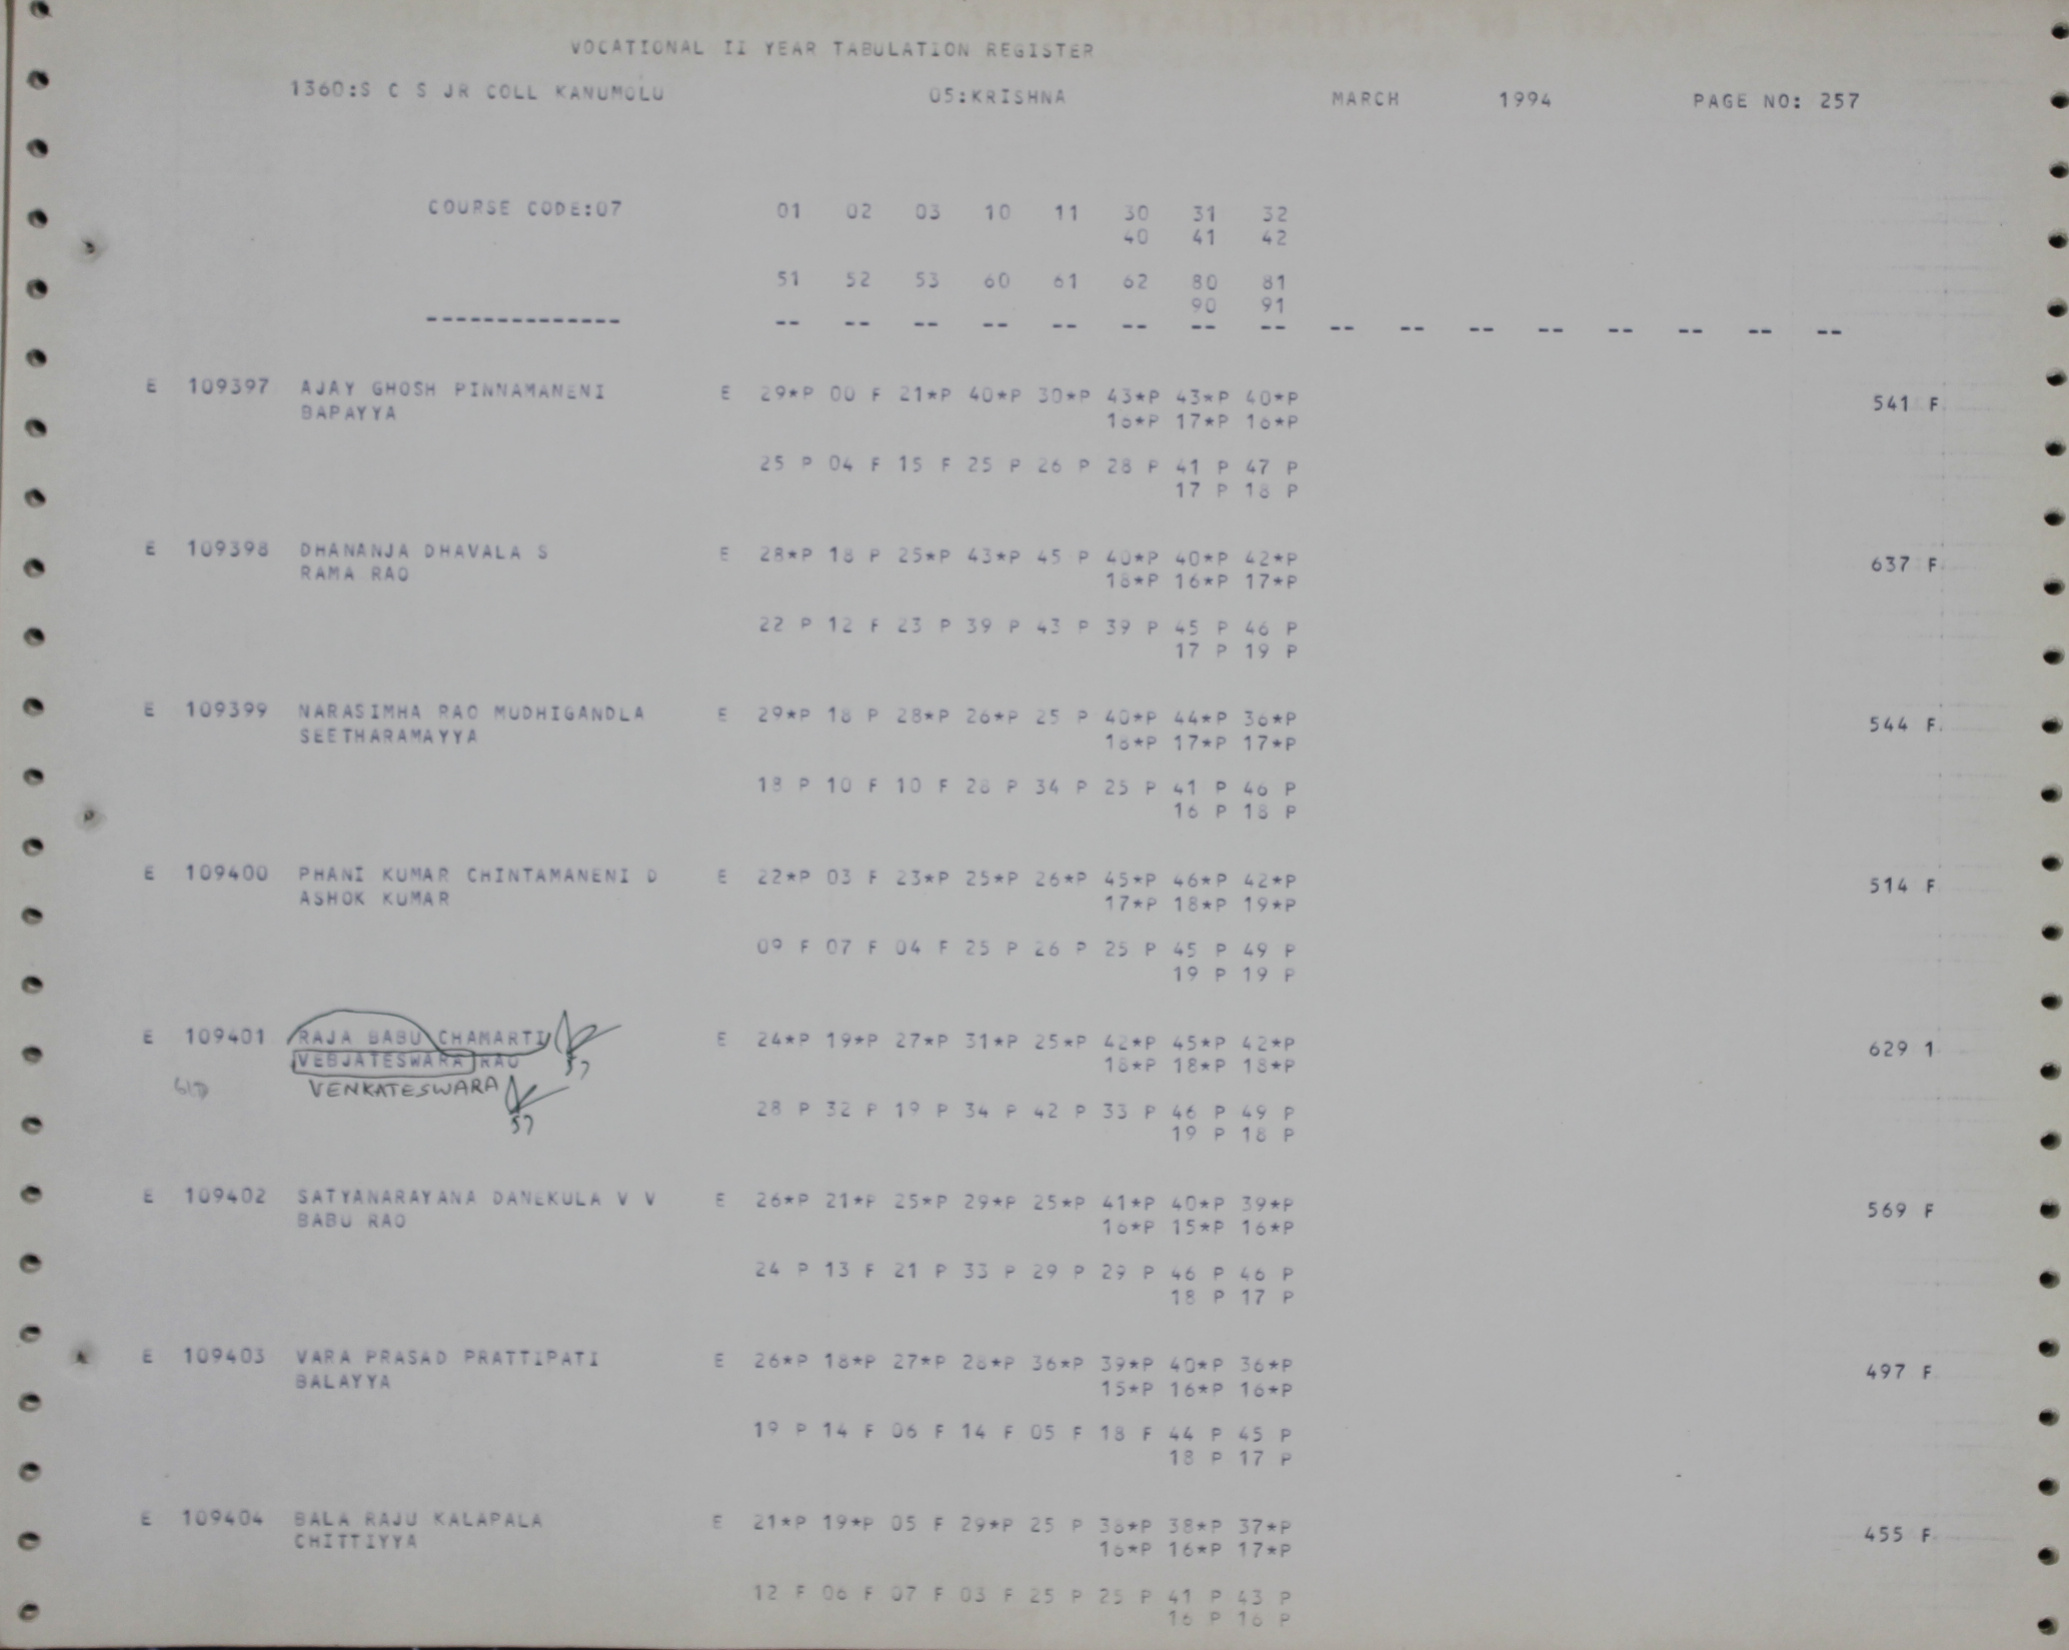 VOCATIONAL II YEAR TABULATION REGISTER
1360:S C S JR COLL KANUMOLU 05:KRISHNA MARCH 1994 PAGE NO: 257
COURSE CODE:07 01 02 03 10 11 30 31 32
40 41 42
51 52 53 60 61 62 80 81
90 91
-------------- -- -- -- -- -- -- -- -- -- -- -- -- -- -- -- --
E 109397 AJAY GHOSH PINNAMANENI E 29*P 00 F 21*P 40*P 30*P 43*P 43*P 40*P 541 F
BAPAYYA 16*P 17*P 16*P
25 P 04 F 15 F 25 P 26 P 28 P 41 P 47 P
17 P 18 P
E 109398 DHANANJA DHAVALA S E 28*P 18 P 25*P 43*P 45 P 40*P 40*P 42*P 637 F
RAMA RAO 18*P 16*P 17*P
22 P 12 F 23 P 39 P 43 P 39 P 45 P 46 P
17 P 19 P
E 109399 NARASIMHA RAO MUDHIGANDLA E 29*P 18 P 28*P 26*P 25 P 40*P 44*P 36*P 544 F
SEETHARAMAYYA 18*P 17*P 17*P
18 P 10 F 10 F 28 P 34 P 25 P 41 P 46 P
16 P 18 P
E 109400 PHANI KUMAR CHINTAMANENI D E 22*P 03 F 23*P 25*P 26*P 45*P 46*P 42*P 514 F
ASHOK KUMAR 17*P 18*P 19*P
09 F 07 F 04 F 25 P 26 P 25 P 45 P 49 P
19 P 19 P
E 109401 RAJA BABU CHAMARTI E 24*P 19*P 27*P 31*P 25*P 42*P 45*P 42*P 629 1
VEBJATESWARA RAO 18*P 18*P 18*P
VENKATESWARA
28 P 32 P 19 P 34 P 42 P 33 P 46 P 49 P
19 P 18 P
E 109402 SATYANARAYANA DANEKULA V V E 26*P 21*P 25*P 29*P 25*P 41*P 40*P 39*P 569 F
BABU RAO 16*P 15*P 16*P
24 P 13 F 21 P 33 P 29 P 29 P 46 P 46 P
18 P 17 P
E 109403 VARA PRASAD PRATTIPATI E 26*P 18*P 27*P 28*P 36*P 39*P 40*P 36*P 497 F
BALAYYA 15*P 16*P 16*P
19 P 14 F 06 F 14 F 05 F 18 F 44 P 45 P
18 P 17 P
E 109404 BALA RAJU KALAPALA E 21*P 19*P 05 F 29*P 25 P 38*P 38*P 37*P 455 F
CHITTIYYA 16*P 16*P 17*P
12 F 06 F 07 F 03 F 25 P 25 P 41 P 43 P
16 P 16 P